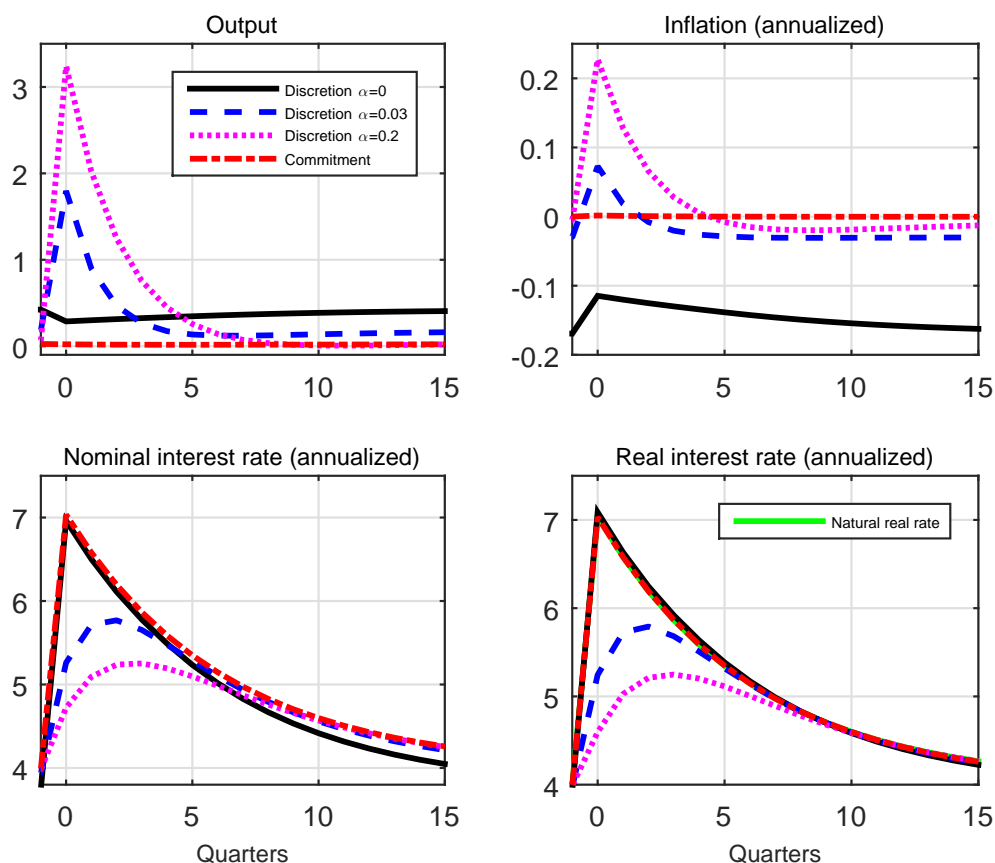 Output
3
2
1
0
0 5 10 15
Discretion α=0
Discretion α=0.03
Discretion α=0.2
Commitment
Inflation (annualized)
0.2
0.1
0
-0.1
-0.2
0 5 10 15
Nominal interest rate (annualized)
7
6
5
4
0 5 10 15
Quarters
Real interest rate (annualized)
7
6
5
4
0 5 10 15
Natural real rate
Quarters